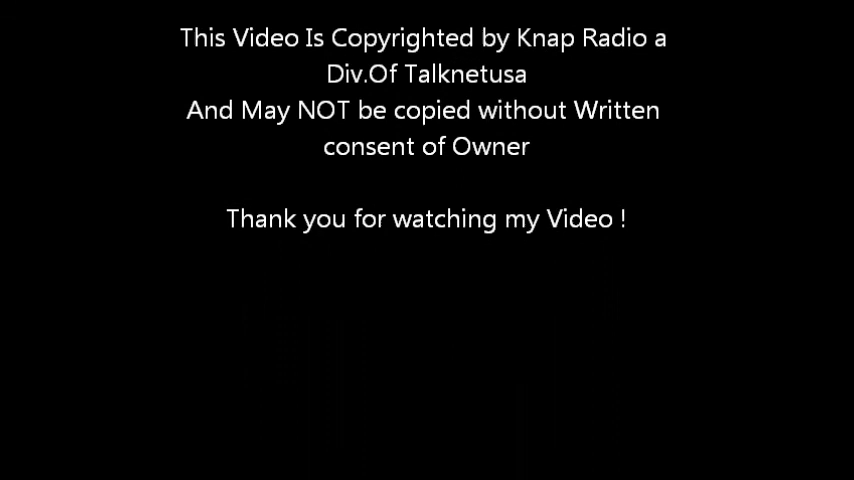 This Video Is Copyrighted by Knap Radio a
Div.Of Talknetusa
And May NOT be copied without Written
consent of Owner
Thank you for watching my Video !